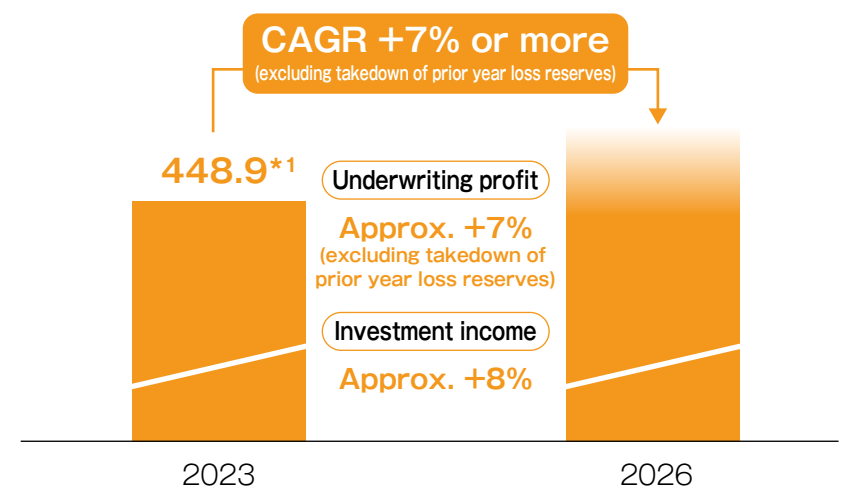 CAGR +7% or more
(excluding takedown of prior year loss reserves)
448.9*1
Underwriting profit
Approx. +7%
(excluding takedown of
prior year loss reserves)
Investment income
Approx. +8%
2023
2026